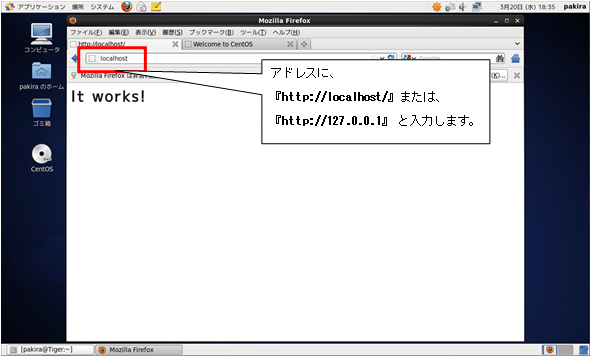 アプリケーション 場所 システム
3月20日 (水) 18:35 pakira
Mozilla Firefox
ファイル(F) 編集(E) 表示(V) 履歴(S) ブックマーク(B) ツール(T) ヘルプ(H)
http://localhost/
Welcome to CentOS
localhost
Google
Mozilla Firefox は
(K)...
It works!
アドレスに、
『http://localhost/』または、
『http://127.0.0.1』 と入力します。
コンピュータ
pakira のホーム
ゴミ箱
CentOS
[pakira@Tiger:~]
Mozilla Firefox